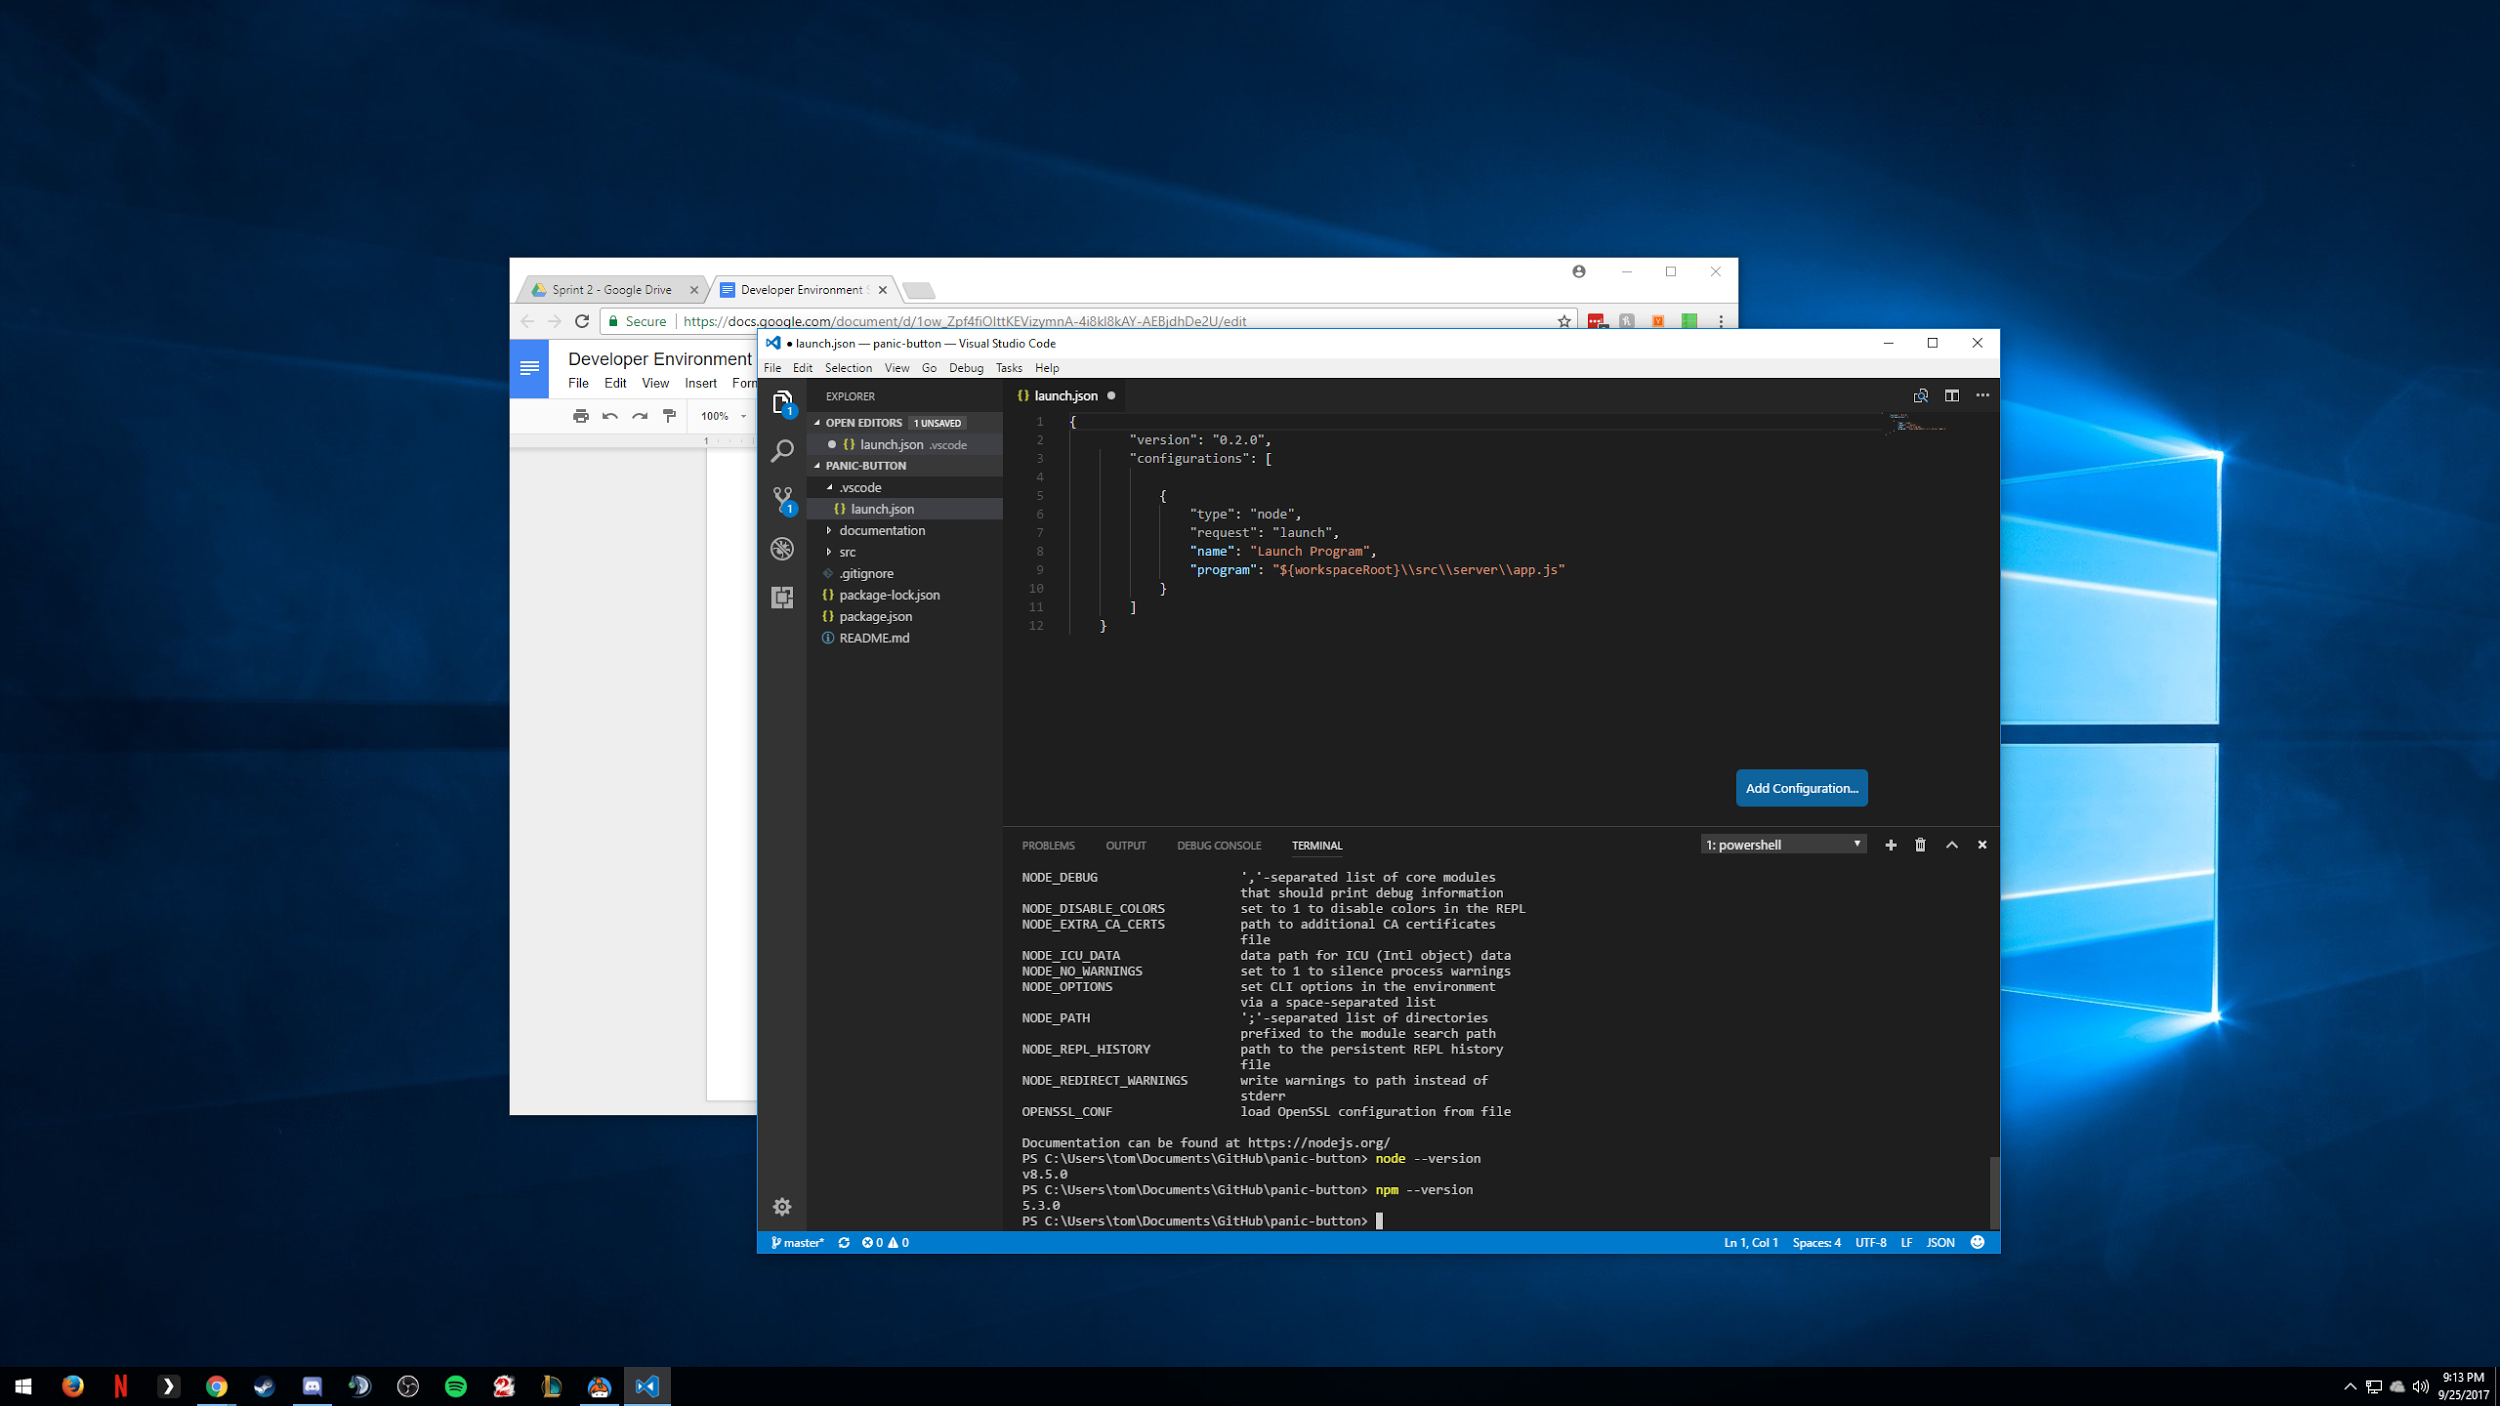 Sprint 2 - Google Drive
Developer Environment S
Secure
https://docs.google.com/document/d/1ow_Zpf4fiOIttKEVizymnA-4i8kl8kAY-AEBjdhDe2U/edit
Developer Environment
File Edit View Insert Form
100%
1
● launch.json — panic-button — Visual Studio Code
File Edit Selection View Go Debug Tasks Help
EXPLORER
OPEN EDITORS 1 UNSAVED
{} launch.json .vscode
PANIC-BUTTON
.vscode
{} launch.json
documentation
src
.gitignore
{} package-lock.json
{} package.json
README.md
1
1
{} launch.json
1 {
2 "version": "0.2.0",
3 "configurations": [
4
5 {
6 "type": "node",
7 "request": "launch",
8 "name": "Launch Program",
9 "program": "${workspaceRoot}\\src\\server\\app.js"
10 }
11 ]
12 }
Add Configuration...
PROBLEMS OUTPUT DEBUG CONSOLE TERMINAL
1: powershell
NODE_DEBUG ','-separated list of core modules
that should print debug information
NODE_DISABLE_COLORS set to 1 to disable colors in the REPL
NODE_EXTRA_CA_CERTS path to additional CA certificates
file
NODE_ICU_DATA data path for ICU (Intl object) data
NODE_NO_WARNINGS set to 1 to silence process warnings
NODE_OPTIONS set CLI options in the environment
via a space-separated list
NODE_PATH ';'-separated list of directories
prefixed to the module search path
NODE_REPL_HISTORY path to the persistent REPL history
file
NODE_REDIRECT_WARNINGS write warnings to path instead of
stderr
OPENSSL_CONF load OpenSSL configuration from file
Documentation can be found at https://nodejs.org/
PS C:\Users\tom\Documents\GitHub\panic-button> node --version
v8.5.0
PS C:\Users\tom\Documents\GitHub\panic-button> npm --version
5.3.0
PS C:\Users\tom\Documents\GitHub\panic-button>
master* 0 0
Ln 1, Col 1 Spaces: 4 UTF-8 LF JSON
9:13 PM
9/25/2017